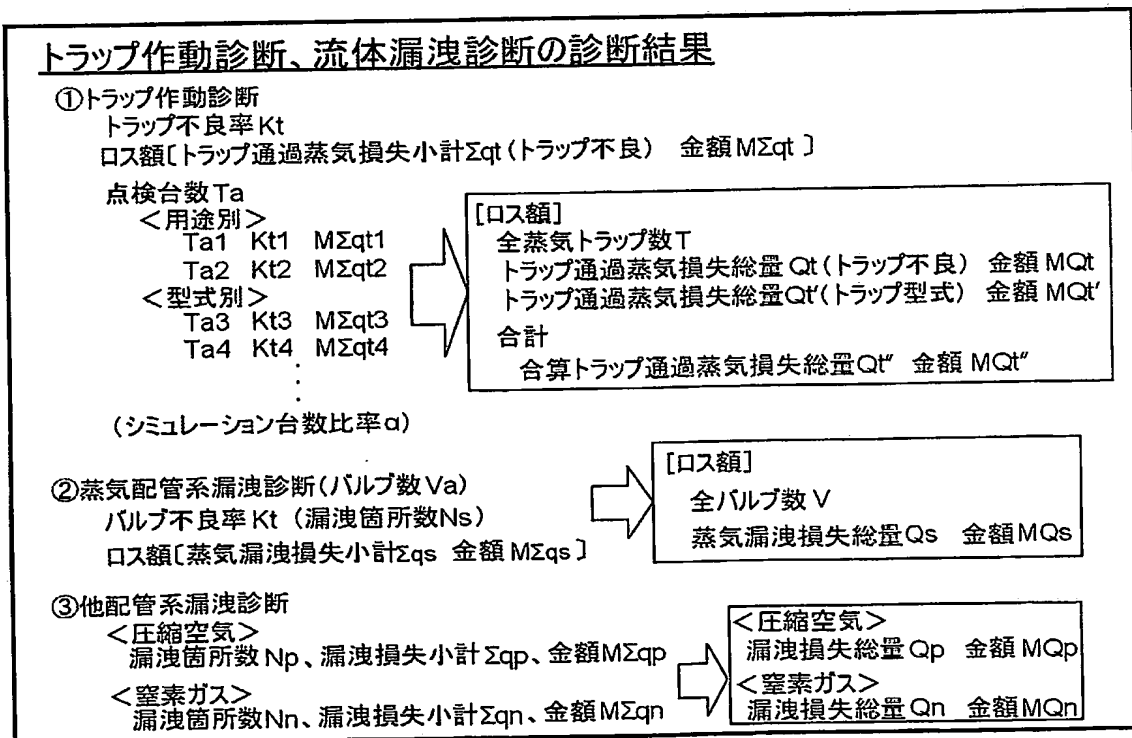 トラップ作動診断、流体漏洩診断の診断結果
①トラップ作動診断
トラップ不良率Kt
ロス額〔トラップ通過蒸気損失小計Σqt(トラップ不良) 金額MΣqt 〕
点検台数Ta
<用途別>
Ta1 Kt1 MΣqt1
Ta2 Kt2 MΣqt2
<型式別>
Ta3 Kt3 MΣqt3
Ta4 Kt4 MΣqt4
・
・
・
(シミュレーション台数比率α)
[ロス額]
全蒸気トラップ数T
トラップ通過蒸気損失総量Qt(トラップ不良) 金額MQt
トラップ通過蒸気損失総量Qt'(トラップ型式) 金額MQt'
合計
合算トラップ通過蒸気損失総量Qt" 金額MQt"
②蒸気配管系漏洩診断(バルブ数Va)
バルブ不良率Kt (漏洩箇所数Ns)
ロス額〔蒸気漏洩損失小計Σqs 金額MΣqs〕
[ロス額]
全バルブ数V
蒸気漏洩損失総量Qs 金額MQs
③他配管系漏洩診断
<圧縮空気>
漏洩箇所数Np、漏洩損失小計Σqp、金額MΣqp
<窒素ガス>
漏洩箇所数Nn、漏洩損失小計Σqn、金額MΣqn
<圧縮空気>
漏洩損失総量Qp 金額MQp
<窒素ガス>
漏洩損失総量Qn 金額MQn